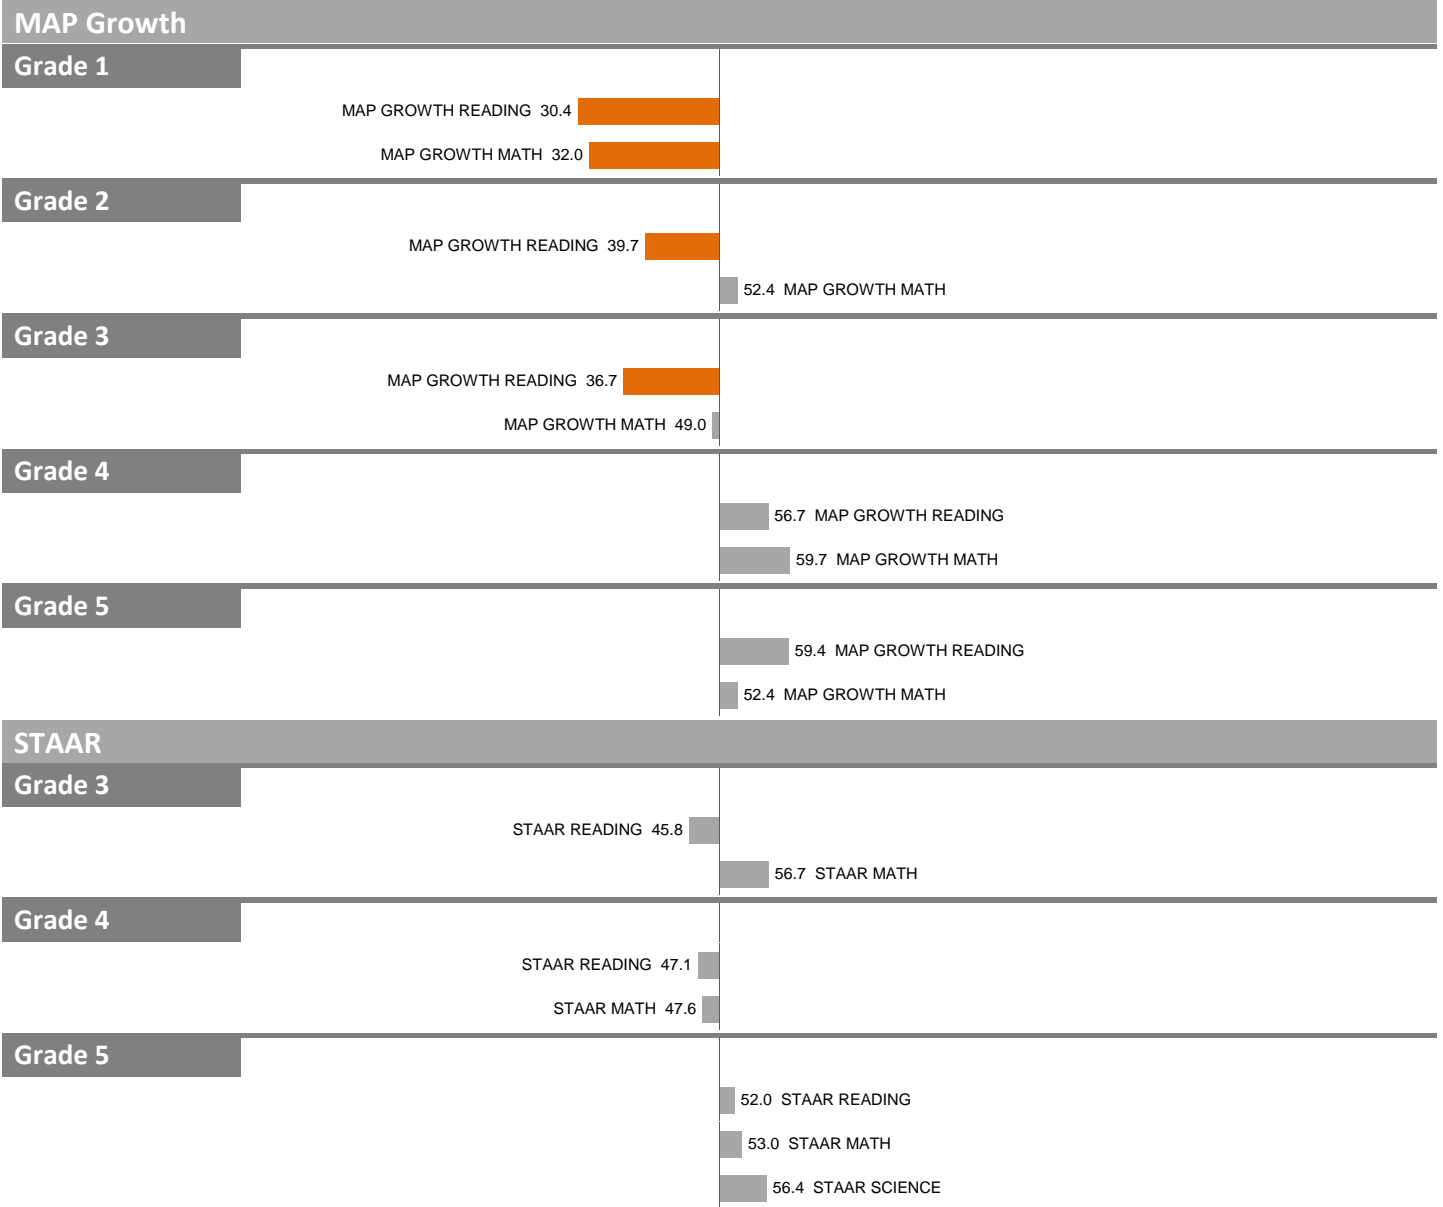 MAP Growth
Grade 1
MAP GROWTH READING 30.4
MAP GROWTH MATH 32.0
Grade 2
MAP GROWTH READING 39.7
52.4 MAP GROWTH MATH
Grade 3
MAP GROWTH READING 36.7
MAP GROWTH MATH 49.0
Grade 4
56.7 MAP GROWTH READING
59.7 MAP GROWTH MATH
Grade 5
59.4 MAP GROWTH READING
52.4 MAP GROWTH MATH
STAAR
Grade 3
STAAR READING 45.8
56.7 STAAR MATH
Grade 4
STAAR READING 47.1
STAAR MATH 47.6
Grade 5
52.0 STAAR READING
53.0 STAAR MATH
56.4 STAAR SCIENCE